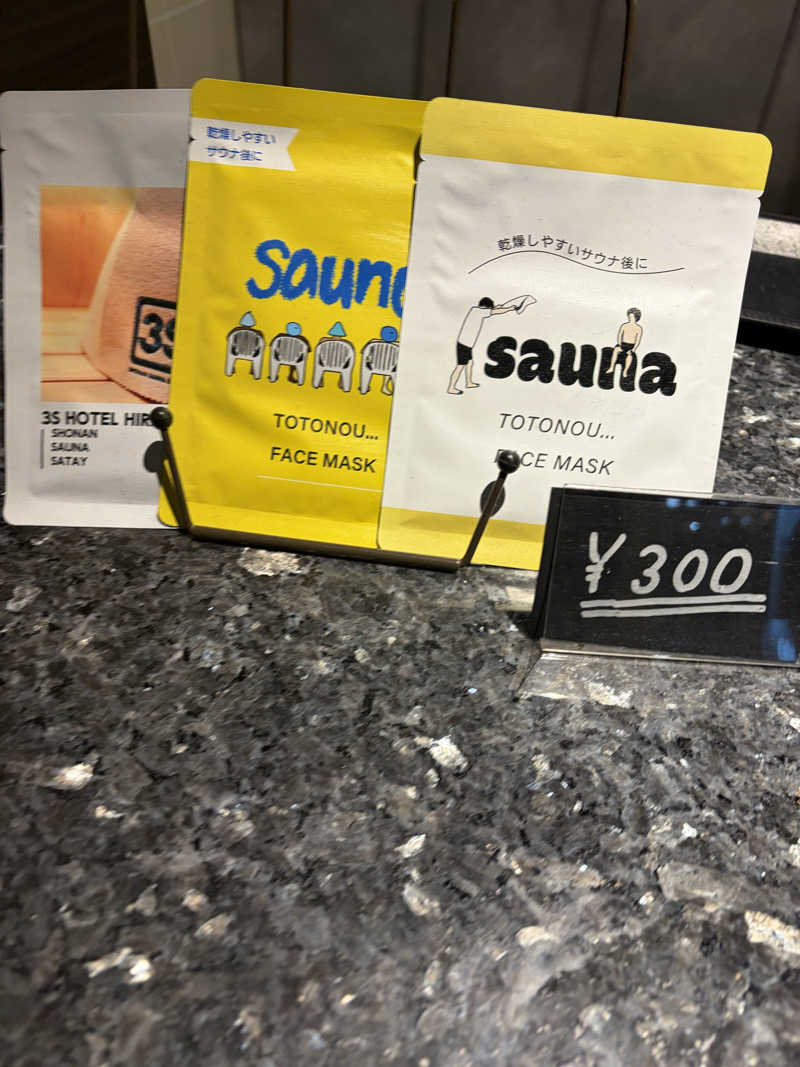 3S
3S HOTEL
SHONAN
SAUNA
SATAY
乾燥しやすい
サウナ後に
sauna
TOTONOU...
FACE MASK
乾燥しやすいサウナ後に
sauna
TOTONOU...
FACE MASK
¥300